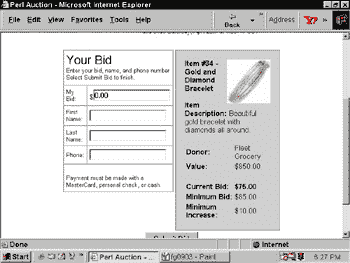 Perl Auction - Microsoft Internet Explorer
File Edit View Favorites Tools Help
Back
Address
Your Bid
Enter your bid, name, and phone number
Select Submit Bid to finish.
My Bid: $0.00
First Name:
Last Name:
Phone:
Payment must be made with a
MasterCard, personal check, or cash.
Item #34 -
Gold and
Diamond
Bracelet
Item
Description: Beautiful
gold bracelet with
diamonds all around.
Donor: Fleet
Grocery
Value: $850.00
Current Bid: $75.00
Minimum Bid: $85.00
Minimum
Increase: $10.00
Submit Bid
Done
Internet
Start
Perl Auction - ...
fg0903 - Paint
6:27 PM